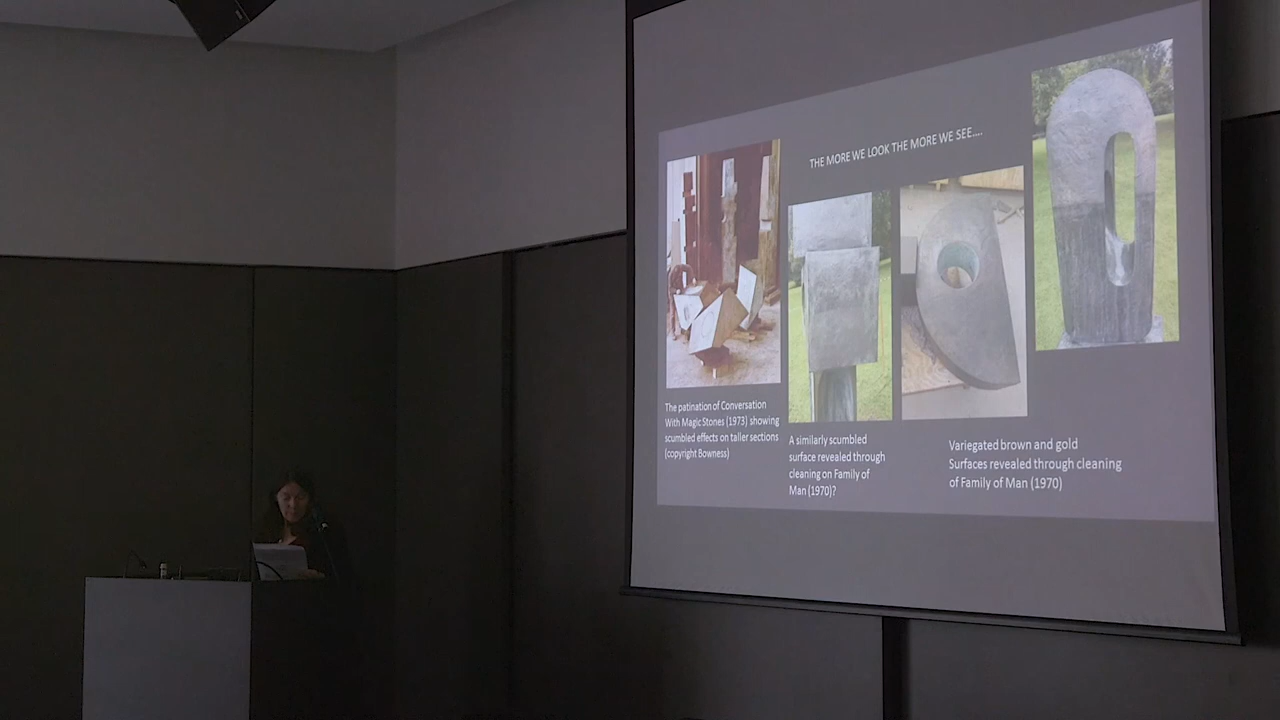 THE MORE WE LOOK THE MORE WE SEE....
The patination of Conversation
With Magic Stones (1973) showing
scumbled effects on taller sections
(copyright Bowness)
A similarly scumbled
surface revealed through
cleaning on Family of
Man (1970)?
Variegated brown and gold
Surfaces revealed through cleaning
of Family of Man (1970)